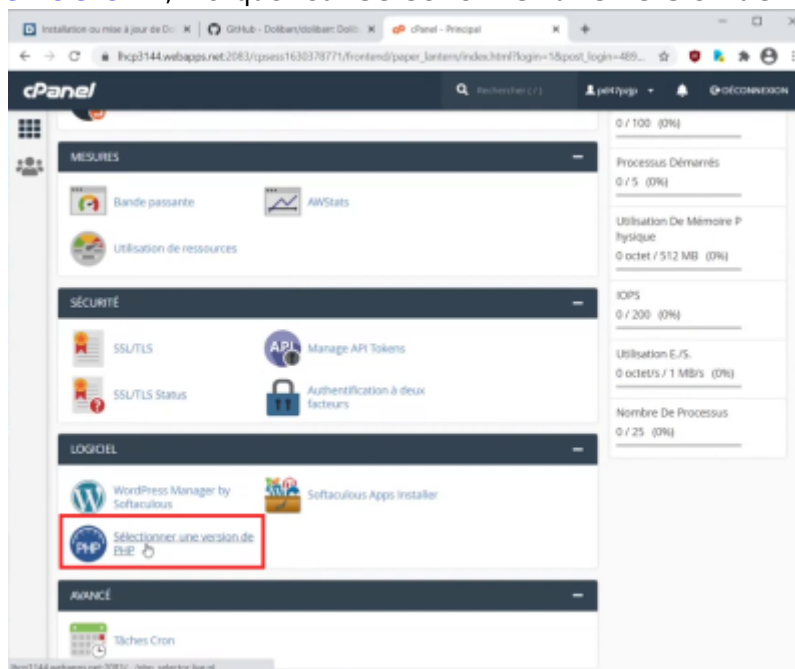 Installation ou mise à jour de Do
GitHub - Dolibarr/dolibarr: Dolib
cPanel - Principal
lhcp3144.webapps.net:2083/cpsess1630378771/frontend/paper_lantern/index.html?login=1&post_login=489...
cPanel
Rechercher ( / )
DÉCONNEXION
0 / 100 (0%)
MESURES
Bande passante
AWStats
Utilisation de ressources
Processus Démarrés
0 / 5 (0%)
Utilisation De Mémoire P
hysique
0 octet / 512 MB (0%)
SÉCURITÉ
SSL/TLS
Manage API Tokens
SSL/TLS Status
Authentification à deux
facteurs
IOPS
0 / 200 (0%)
Utilisation E./S.
0 octet/s / 1 MB/s (0%)
Nombre De Processus
0 / 25 (0%)
LOGICIEL
WordPress Manager by
Softaculous
Softaculous Apps Installer
Sélectionner une version de
PHP
AVANCÉ
Tâches Cron